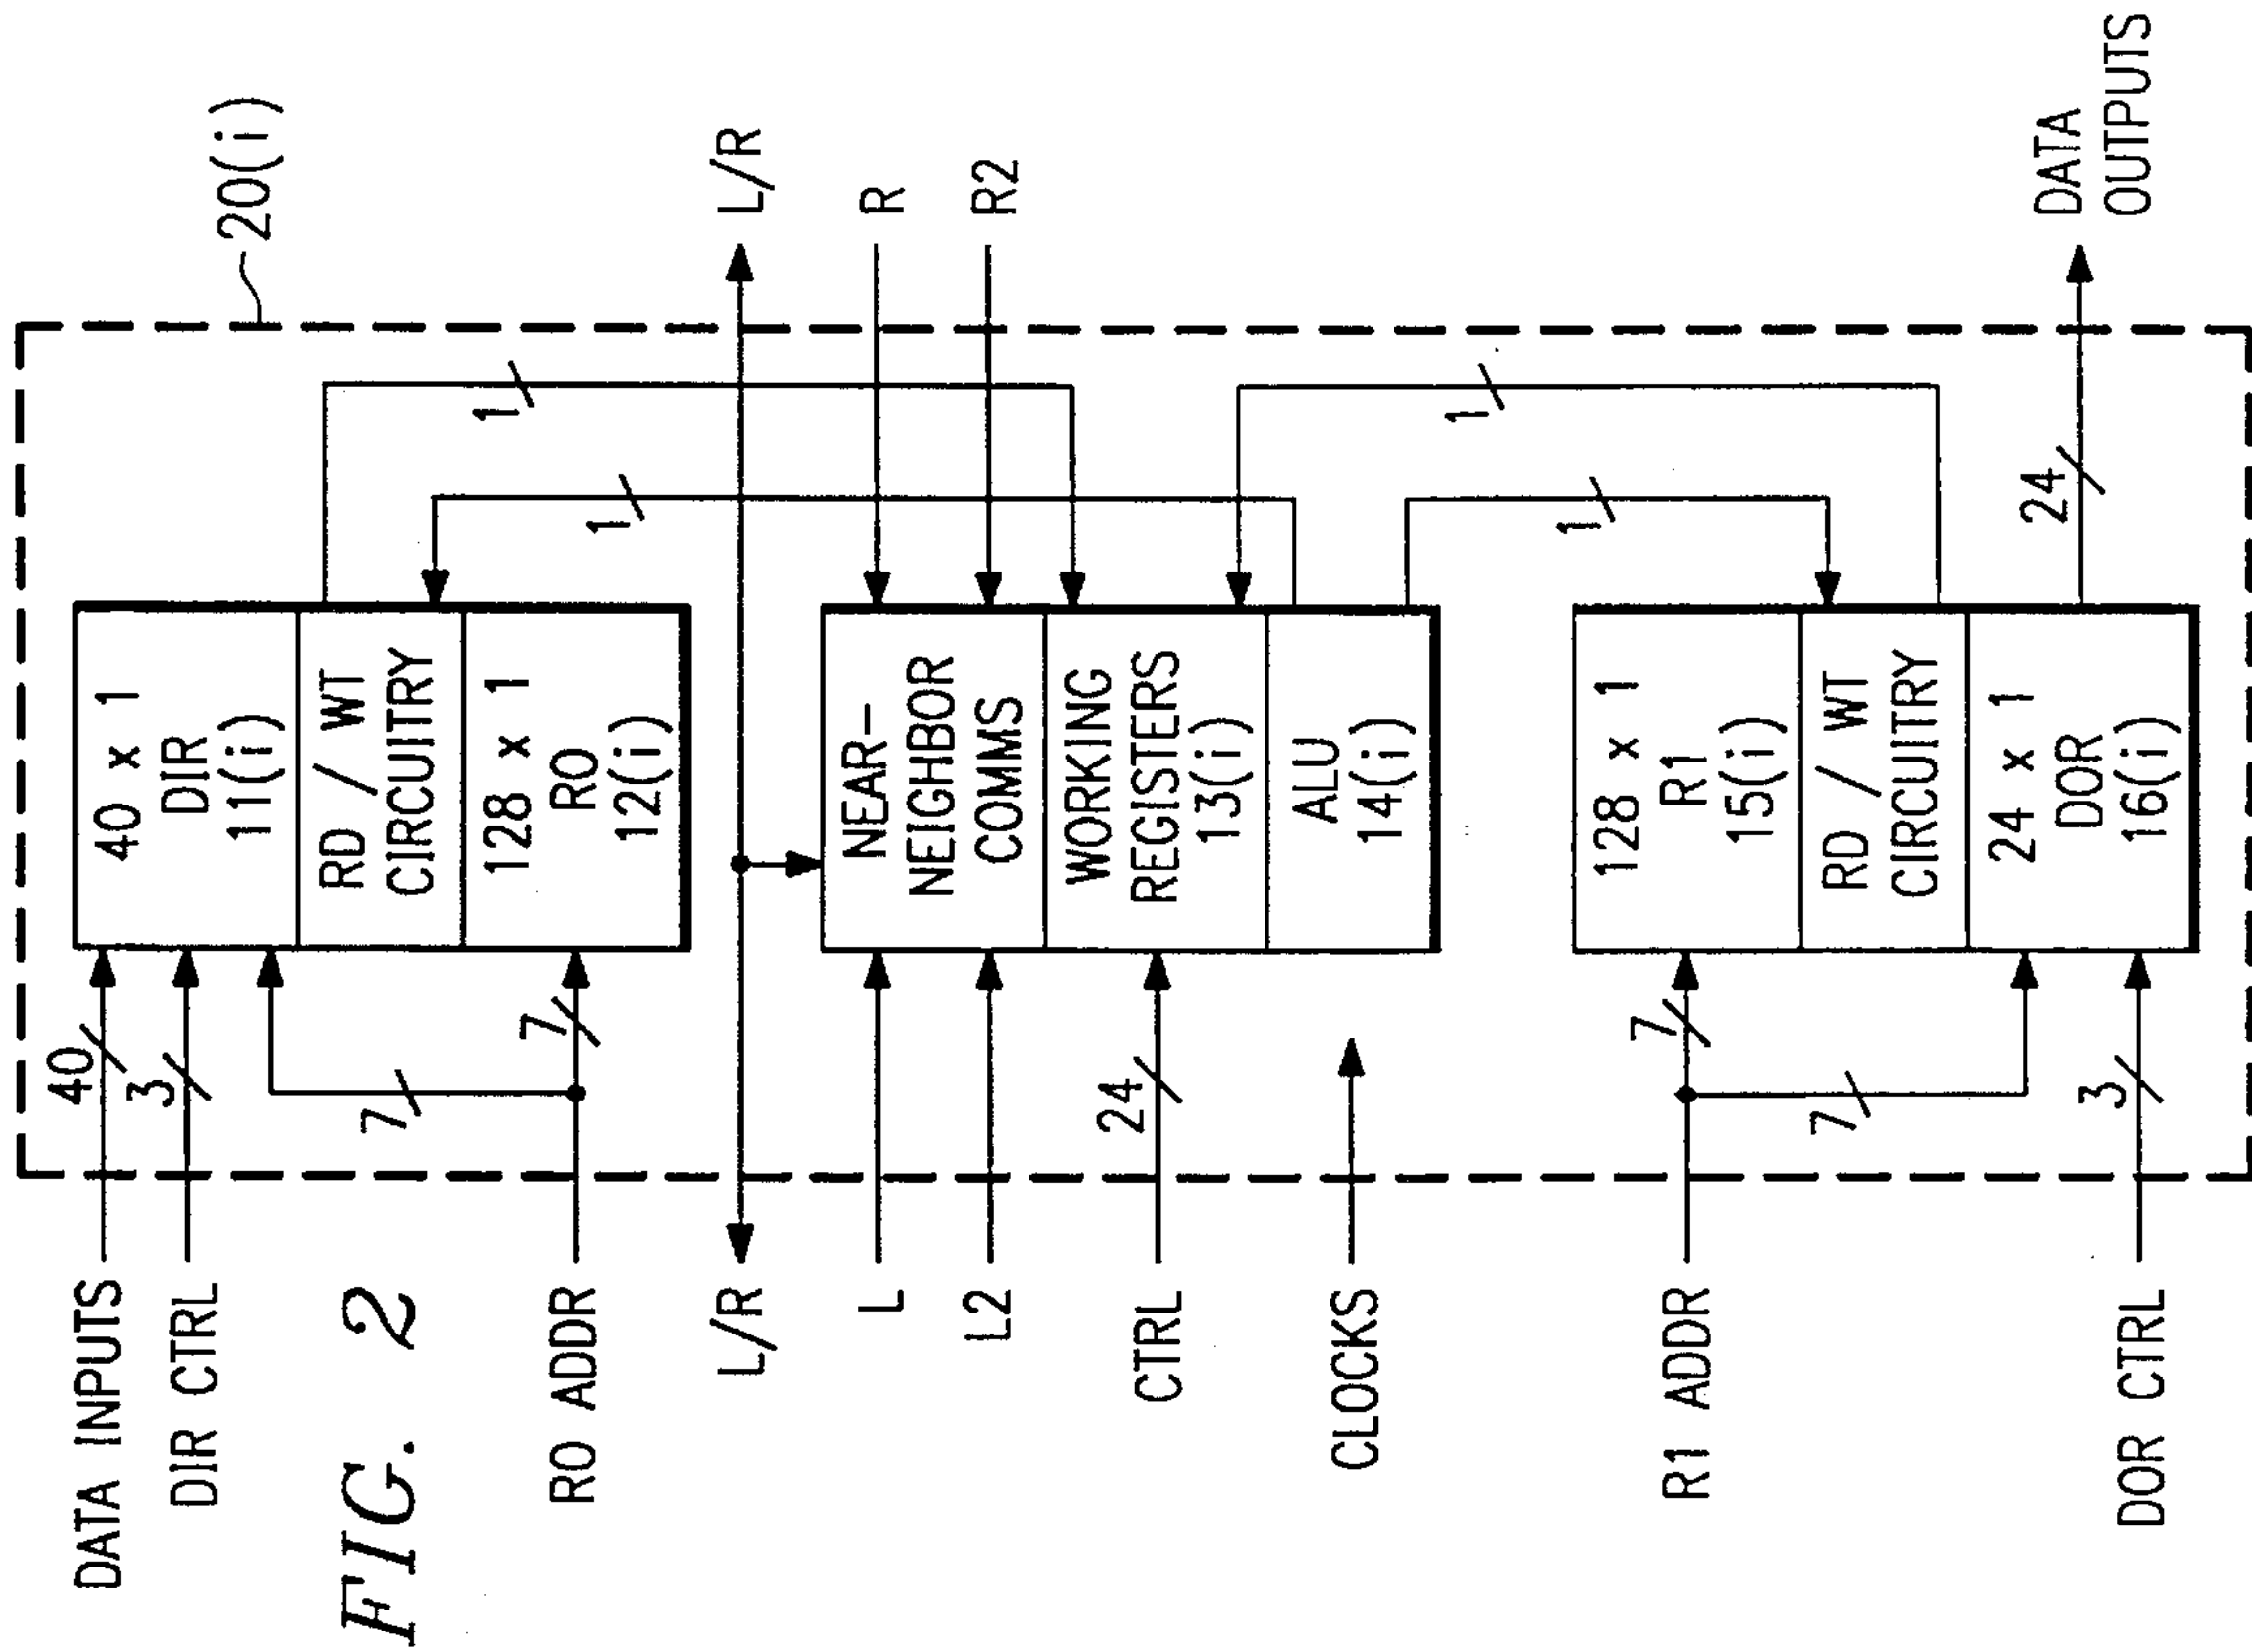 FIG. 2
20(i)
DATA INPUTS
40
DIR CTRL
3
7
RO ADDR
7
40 x 1
DIR
11(i)
RD / WT
CIRCUITRY
128 x 1
RO
12(i)
1
1
L/R
L/R
L
L2
CTRL
24
CLOCKS
NEAR-
NEIGHBOR
COMMS
WORKING
REGISTERS
13(i)
ALU
14(i)
R
R2
1
1
R1 ADDR
7
7
DOR CTRL
3
128 x 1
R1
15(i)
RD / WT
CIRCUITRY
24 x 1
DOR
16(i)
24
DATA
OUTPUTS